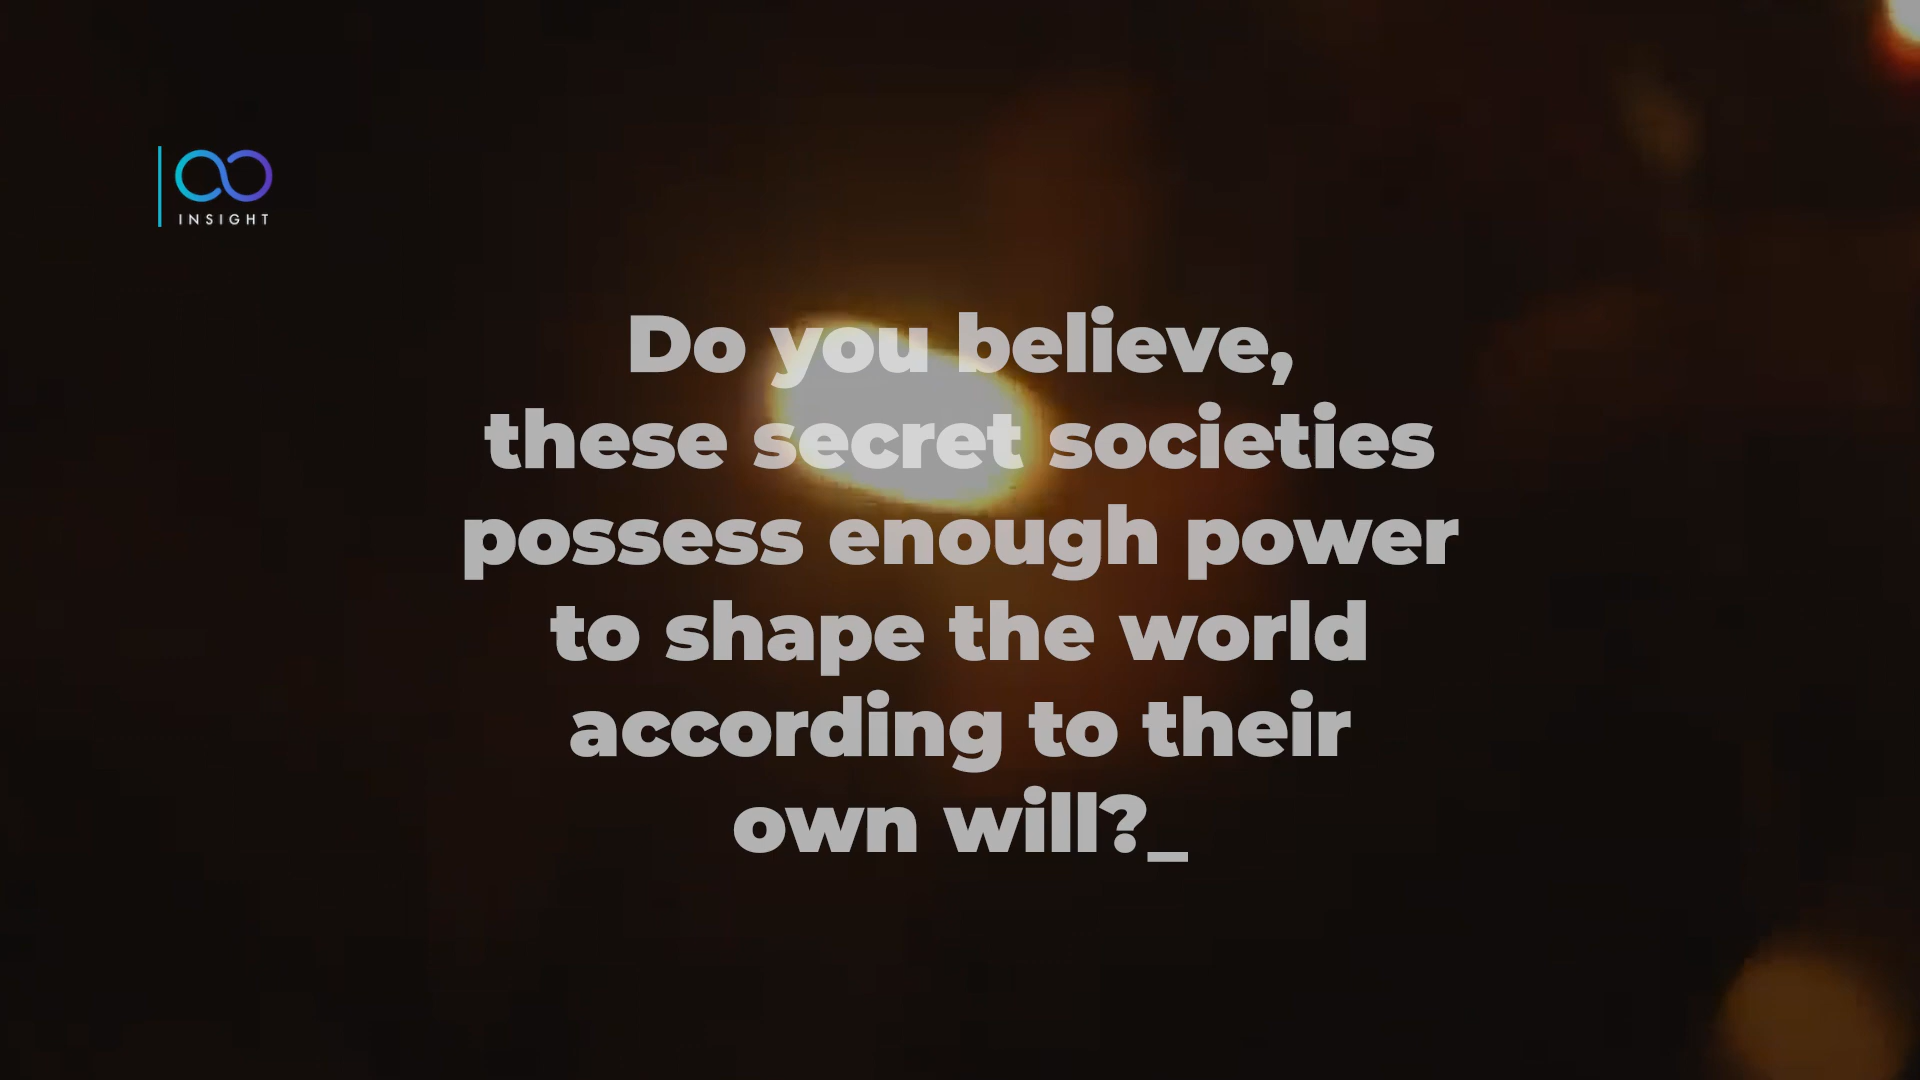 INSIGHT
Do you believe,
these secret societies
possess enough power
to shape the world
according to their
own will?_